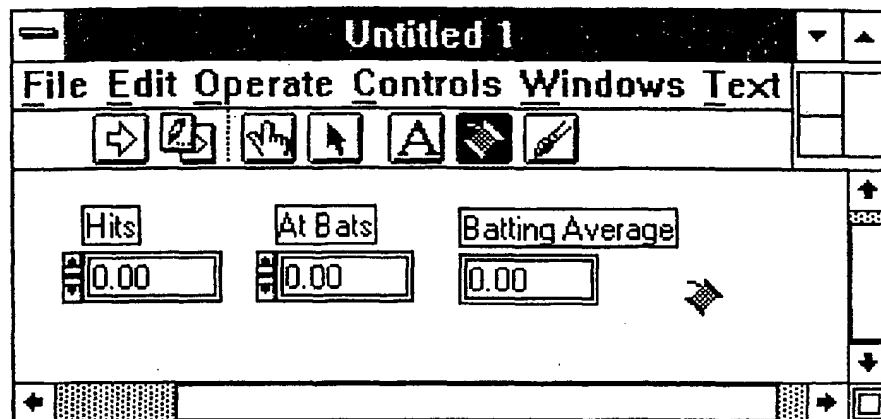 Untitled 1
File Edit Operate Controls Windows Text
A
Hits At Bats Batting Average
0.00 0.00 0.00